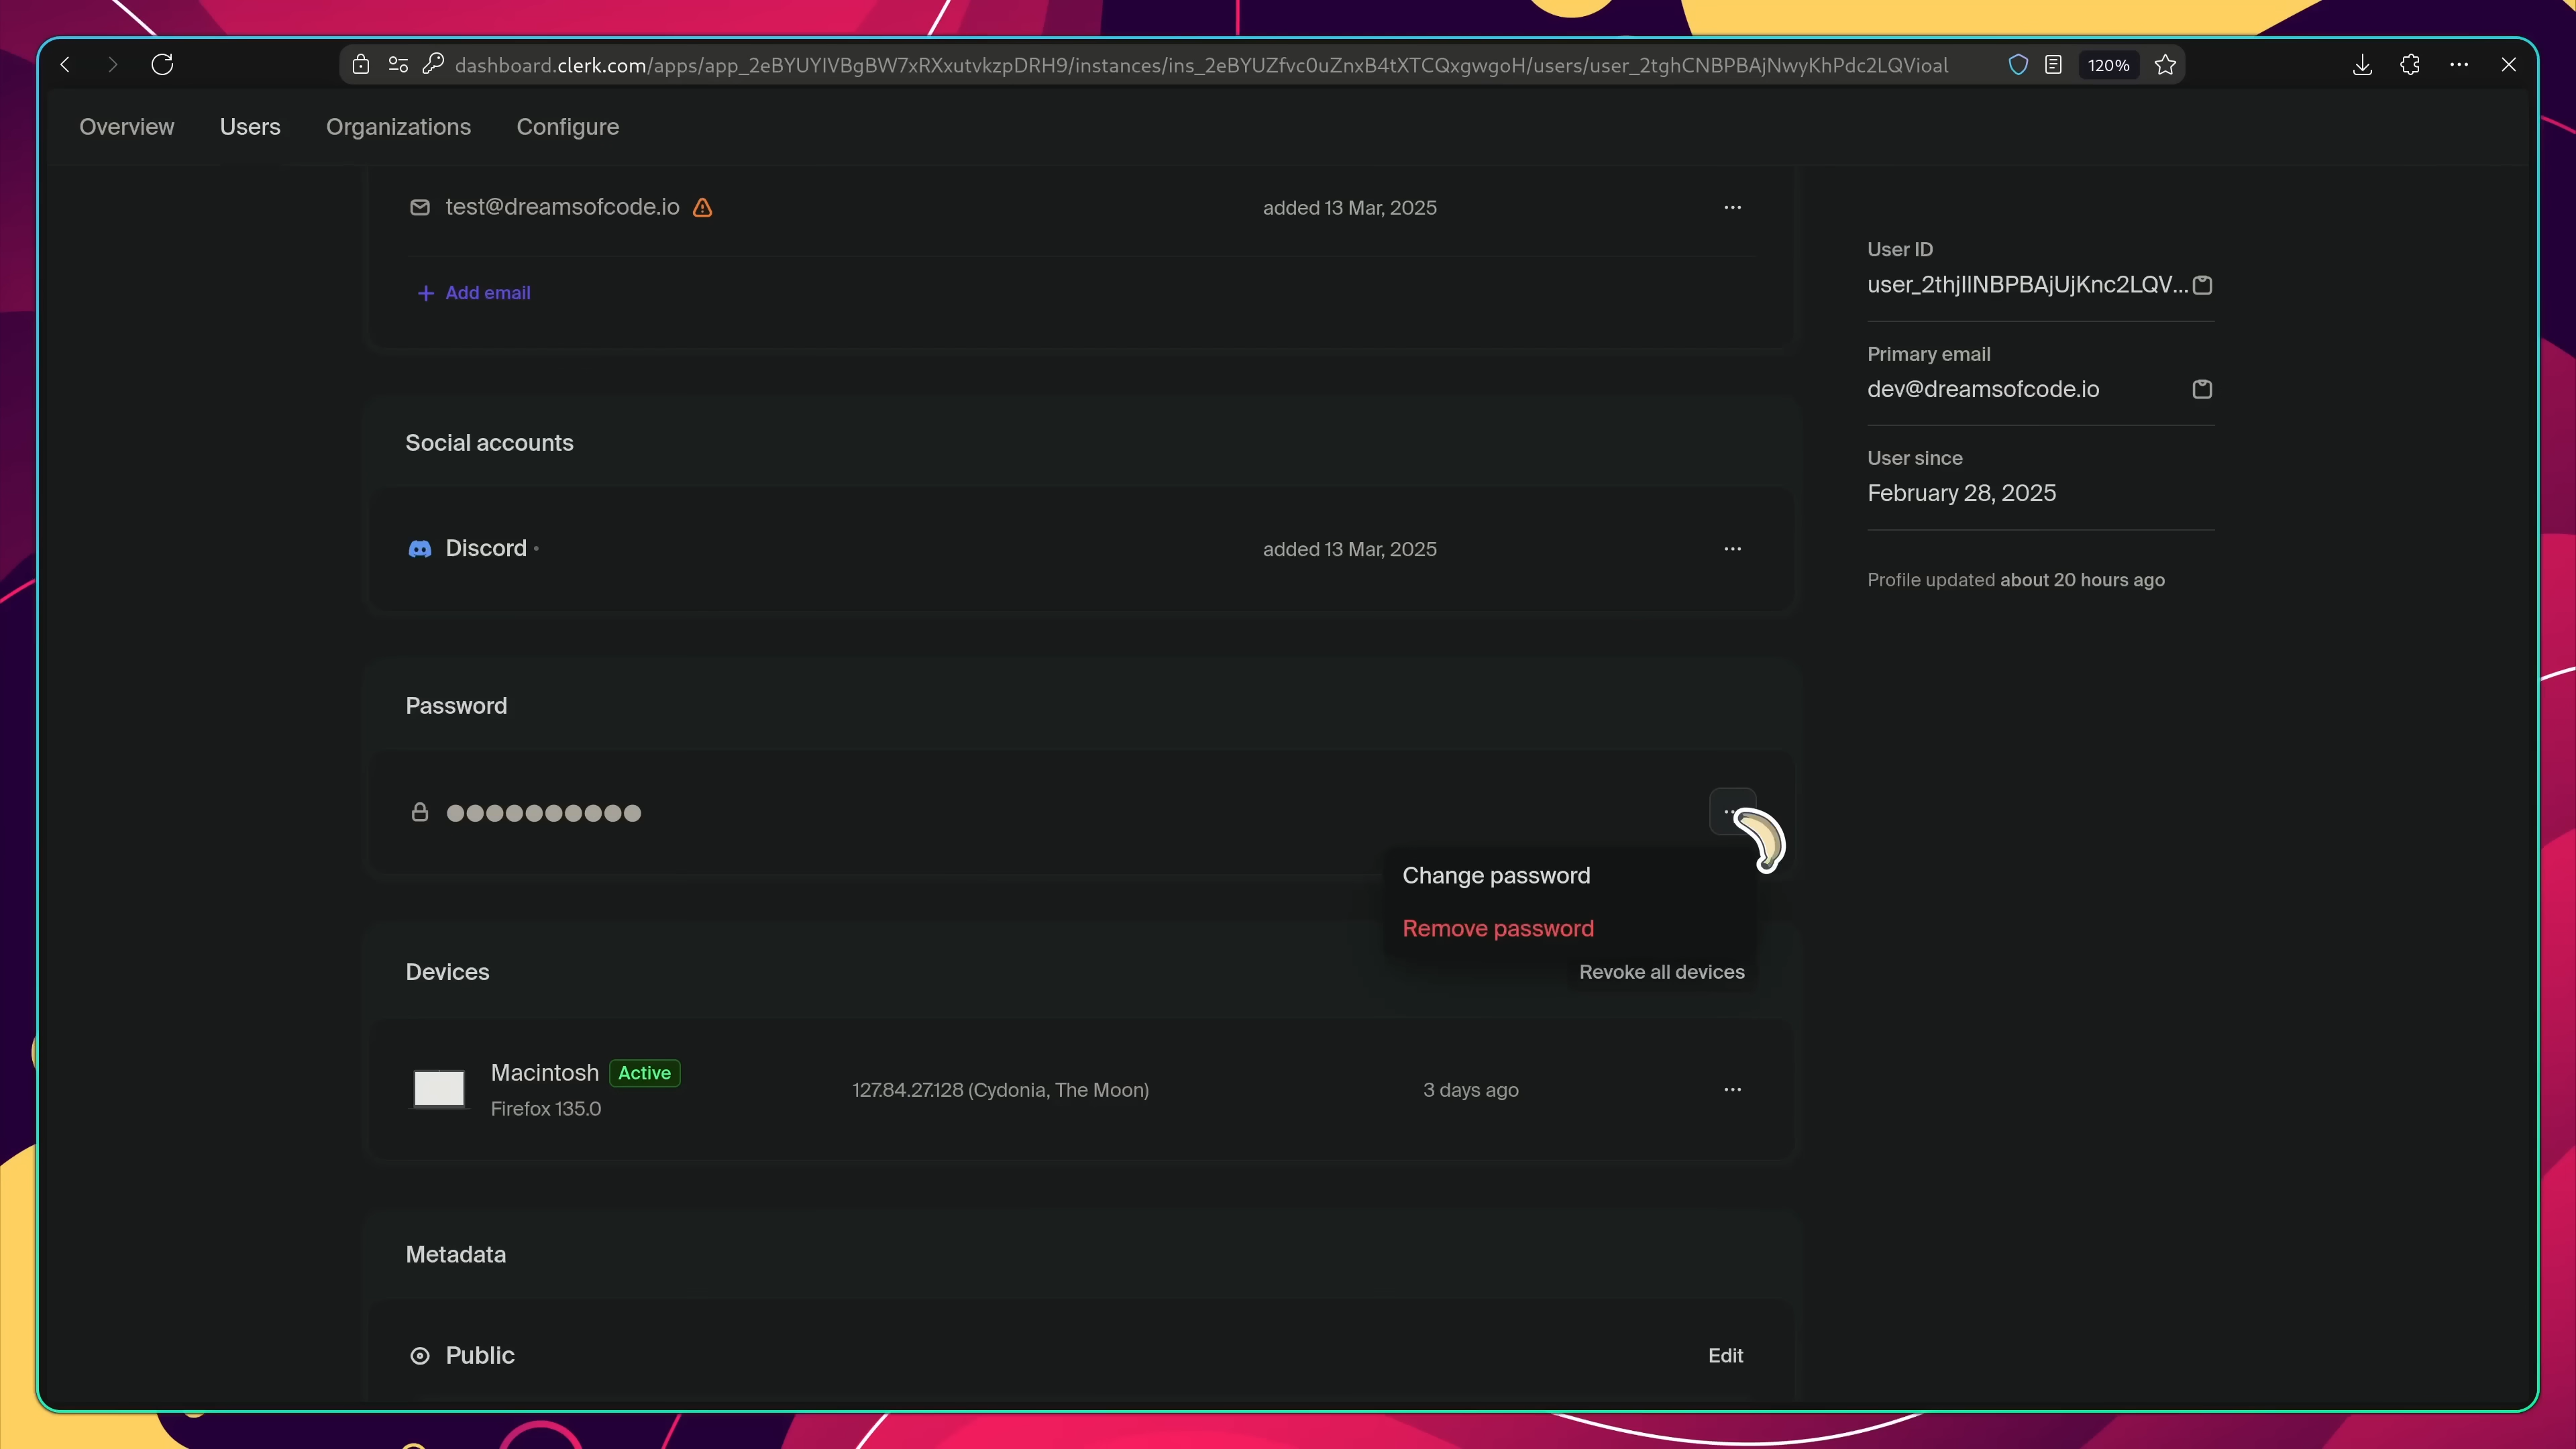 dashboard.clerk.com/apps/app_2eBYUYIVBgBW7xRXxutvkzpDRH9/instances/ins_2eBYUZfvc0uZnxB4tXTCQxgwgoH/users/user_2tghCNBPBAjNwyKhPdc2LQVioal
120%
Overview Users Organizations Configure
test@dreamsofcode.io added 13 Mar, 2025
+ Add email
User ID
user_2thjIlNBPBAjUjKnc2LQV...
Primary email
dev@dreamsofcode.io
User since
February 28, 2025
Profile updated about 20 hours ago
Social accounts
Discord • added 13 Mar, 2025
Password
●●●●●●●●●●
Change password
Remove password
Devices Revoke all devices
Macintosh Active
Firefox 135.0
127.84.27.128 (Cydonia, The Moon) 3 days ago
Metadata
Public Edit